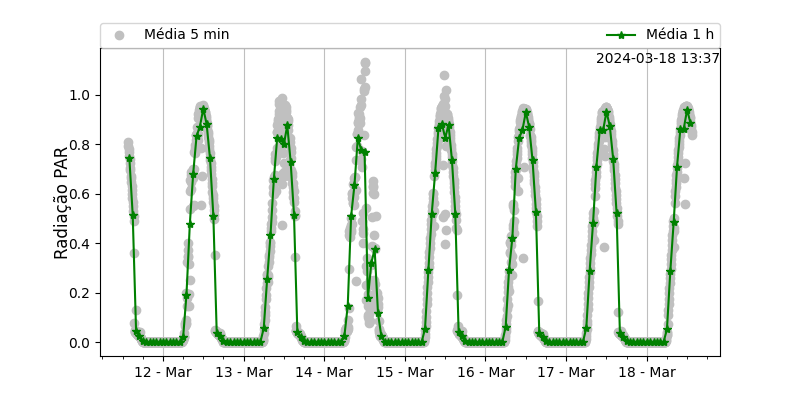 Média 5 min
Média 1 h
2024-03-18 13:37
Radiação PAR
1.0
0.8
0.6
0.4
0.2
0.0
12 - Mar
13 - Mar
14 - Mar
15 - Mar
16 - Mar
17 - Mar
18 - Mar